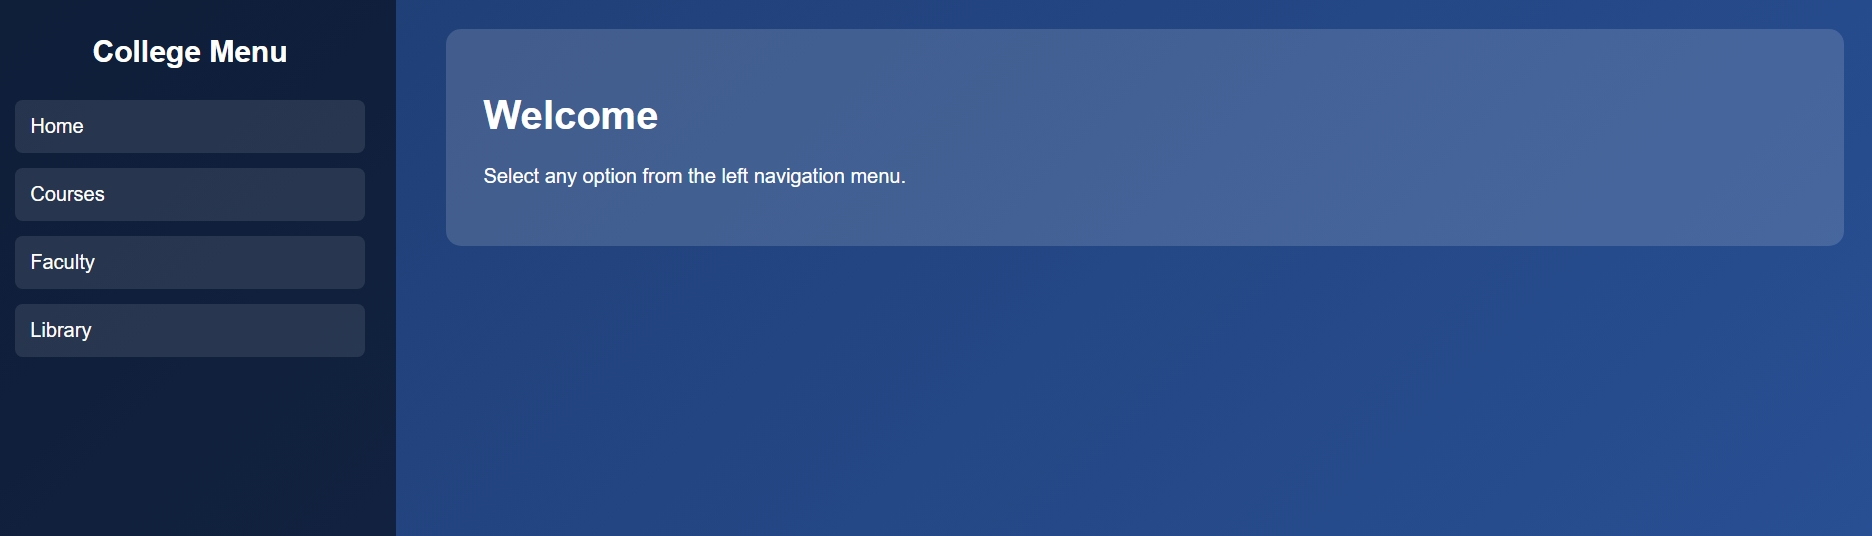 College Menu
Home
Courses
Faculty
Library
Welcome
Select any option from the left navigation menu.